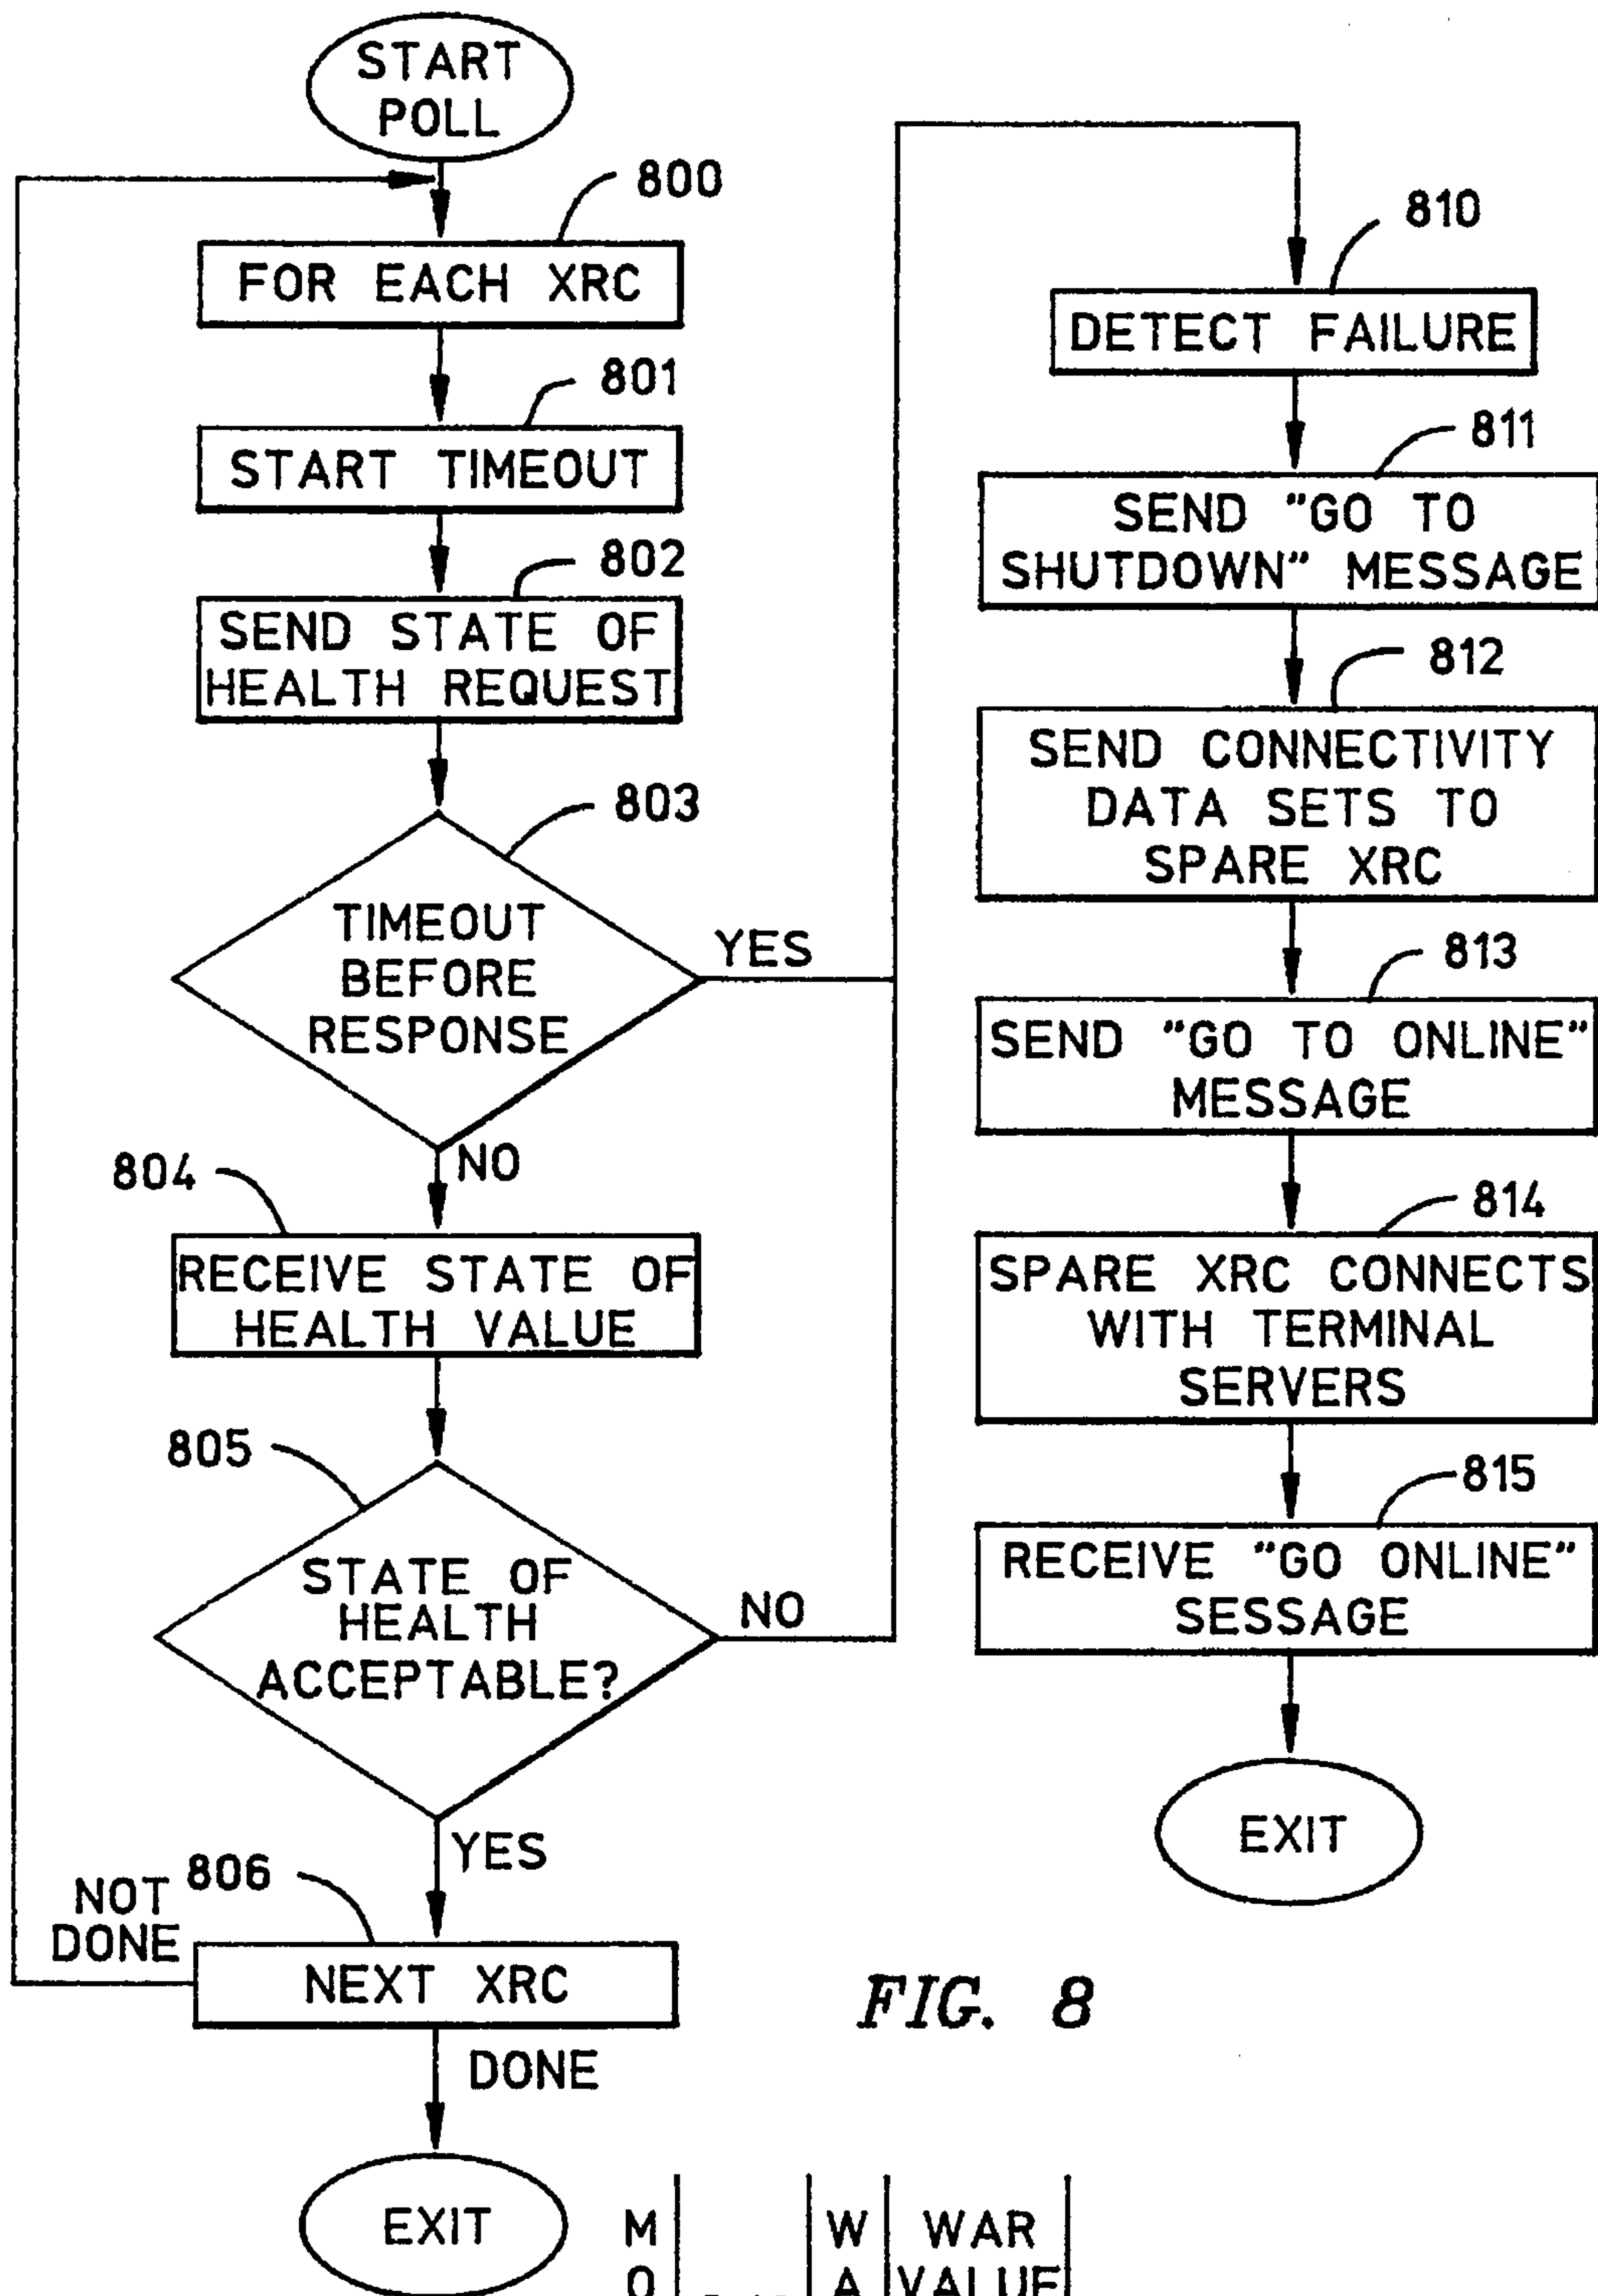 START
POLL
800
FOR EACH XRC
801
START TIMEOUT
802
SEND STATE OF
HEALTH REQUEST
803
TIMEOUT
BEFORE
RESPONSE
YES
NO
804
RECEIVE STATE OF
HEALTH VALUE
805
STATE OF
HEALTH
ACCEPTABLE?
NO
YES
806
NOT
DONE
NEXT XRC
DONE
EXIT
810
DETECT FAILURE
811
SEND "GO TO
SHUTDOWN" MESSAGE
812
SEND CONNECTIVITY
DATA SETS TO
SPARE XRC
813
SEND "GO TO ONLINE"
MESSAGE
814
SPARE XRC CONNECTS
WITH TERMINAL
SERVERS
815
RECEIVE "GO ONLINE"
SESSAGE
EXIT
FIG. 8
M W WAR
O A VALUE